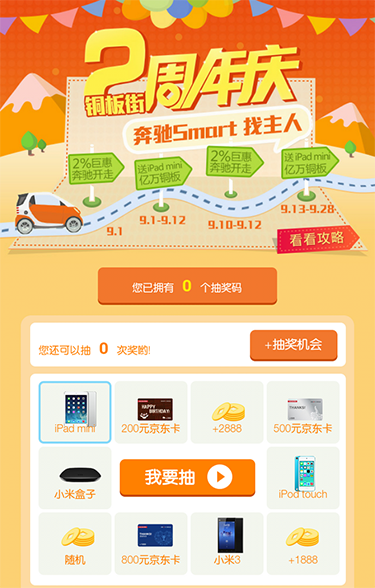 铜板街2周年庆
奔驰Smart 找主人
2%巨惠
奔驰开走
送iPad mini
亿万铜板
2%巨惠
奔驰开走
送iPad mini
亿万铜板
9.1
9.1-9.12
9.10-9.12
9.13-9.28
看看攻略
您已拥有 0 个抽奖码
您还可以抽 0 次奖哟!
+抽奖机会
iPad mini
200元京东卡
+2888
500元京东卡
小米盒子
我要抽
iPod touch
随机
800元京东卡
小米3
+1888